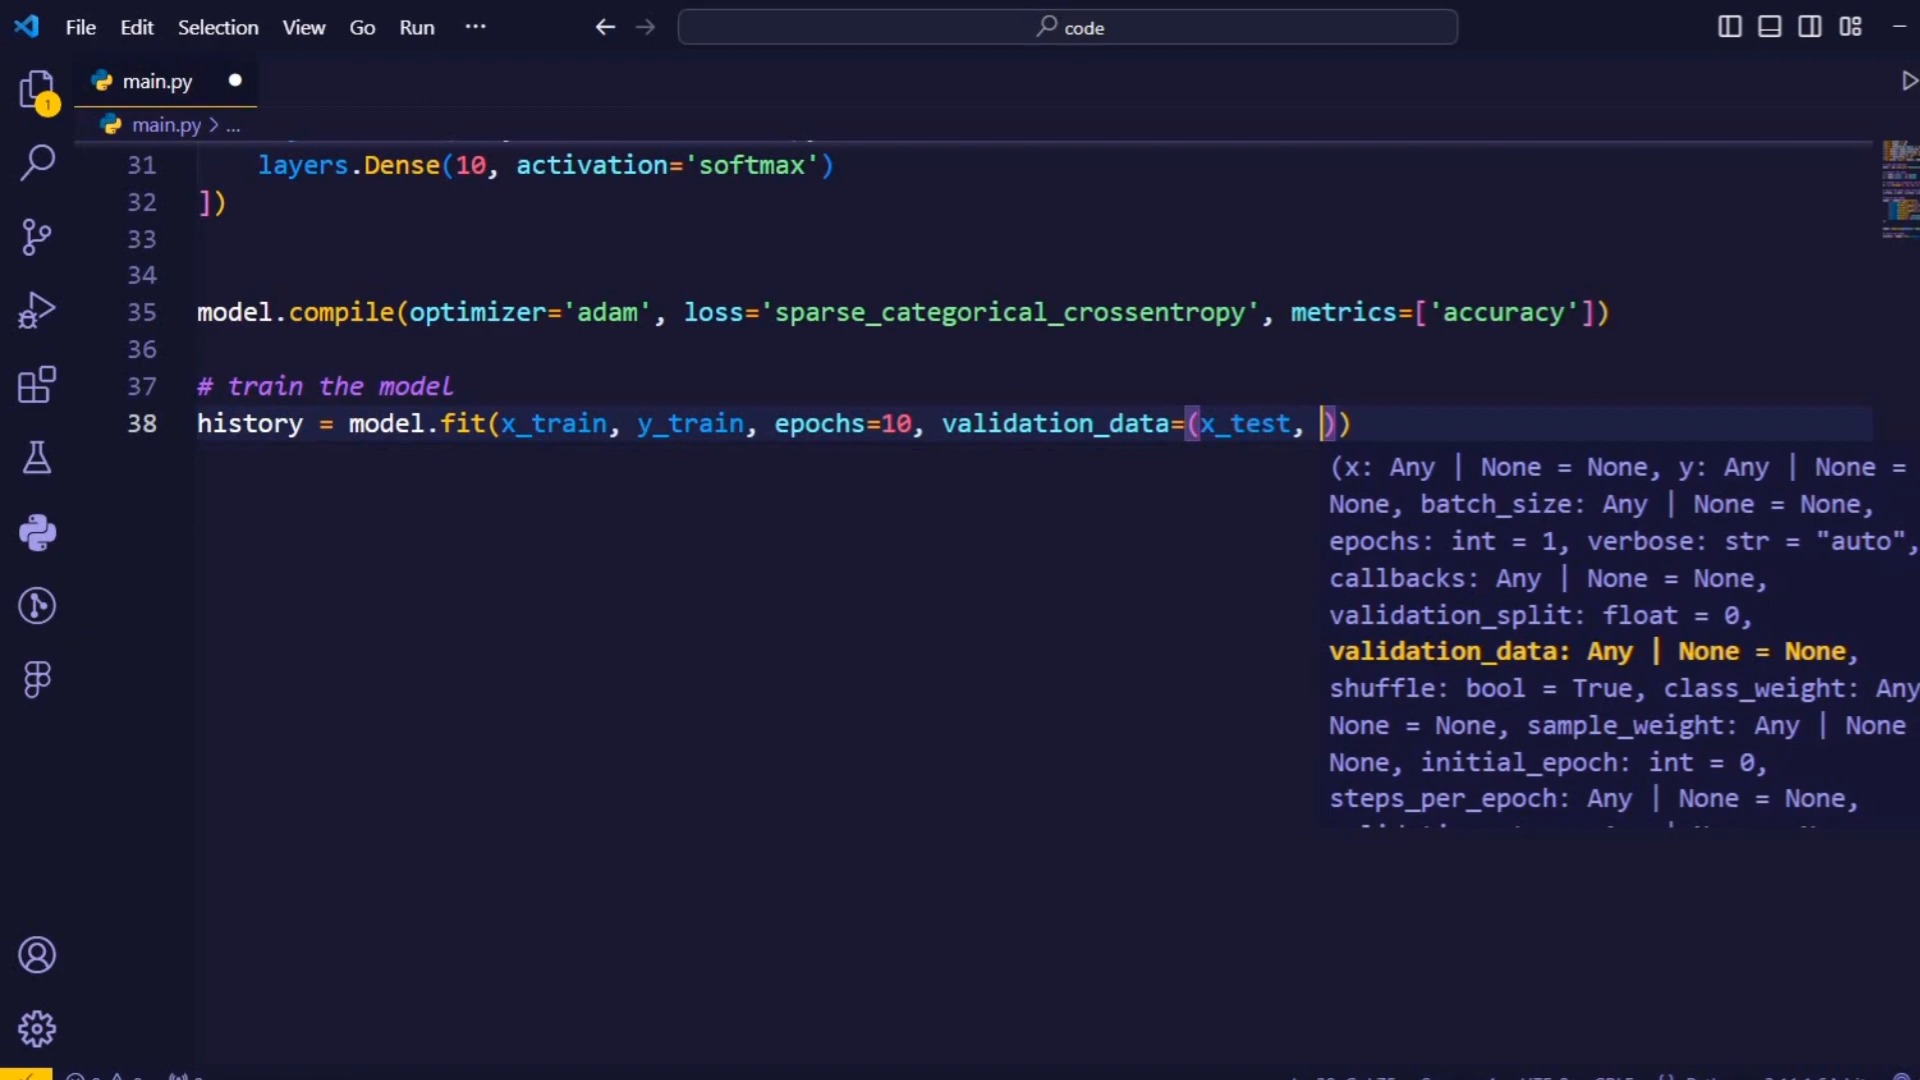 File Edit Selection View Go Run ... code
main.py
1
main.py > ...
31 layers.Dense(10, activation='softmax')
32 ])
33
34
35 model.compile(optimizer='adam', loss='sparse_categorical_crossentropy', metrics=['accuracy'])
36
37 # train the model
38 history = model.fit(x_train, y_train, epochs=10, validation_data=(x_test, ))
(x: Any | None = None, y: Any | None =
None, batch_size: Any | None = None,
epochs: int = 1, verbose: str = "auto",
callbacks: Any | None = None,
validation_split: float = 0,
validation_data: Any | None = None,
shuffle: bool = True, class_weight: Any
None = None, sample_weight: Any | None
None, initial_epoch: int = 0,
steps_per_epoch: Any | None = None,